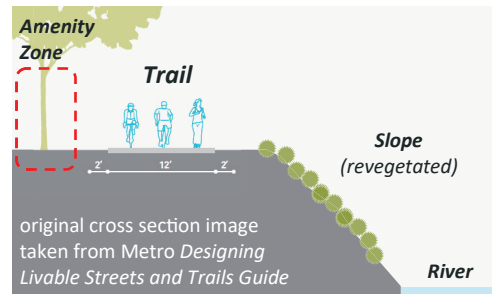 Amenity
Zone
Trail
Slope
(revegetated)
2' 12' 2'
original cross section image
taken from Metro Designing
Livable Streets and Trails Guide
River